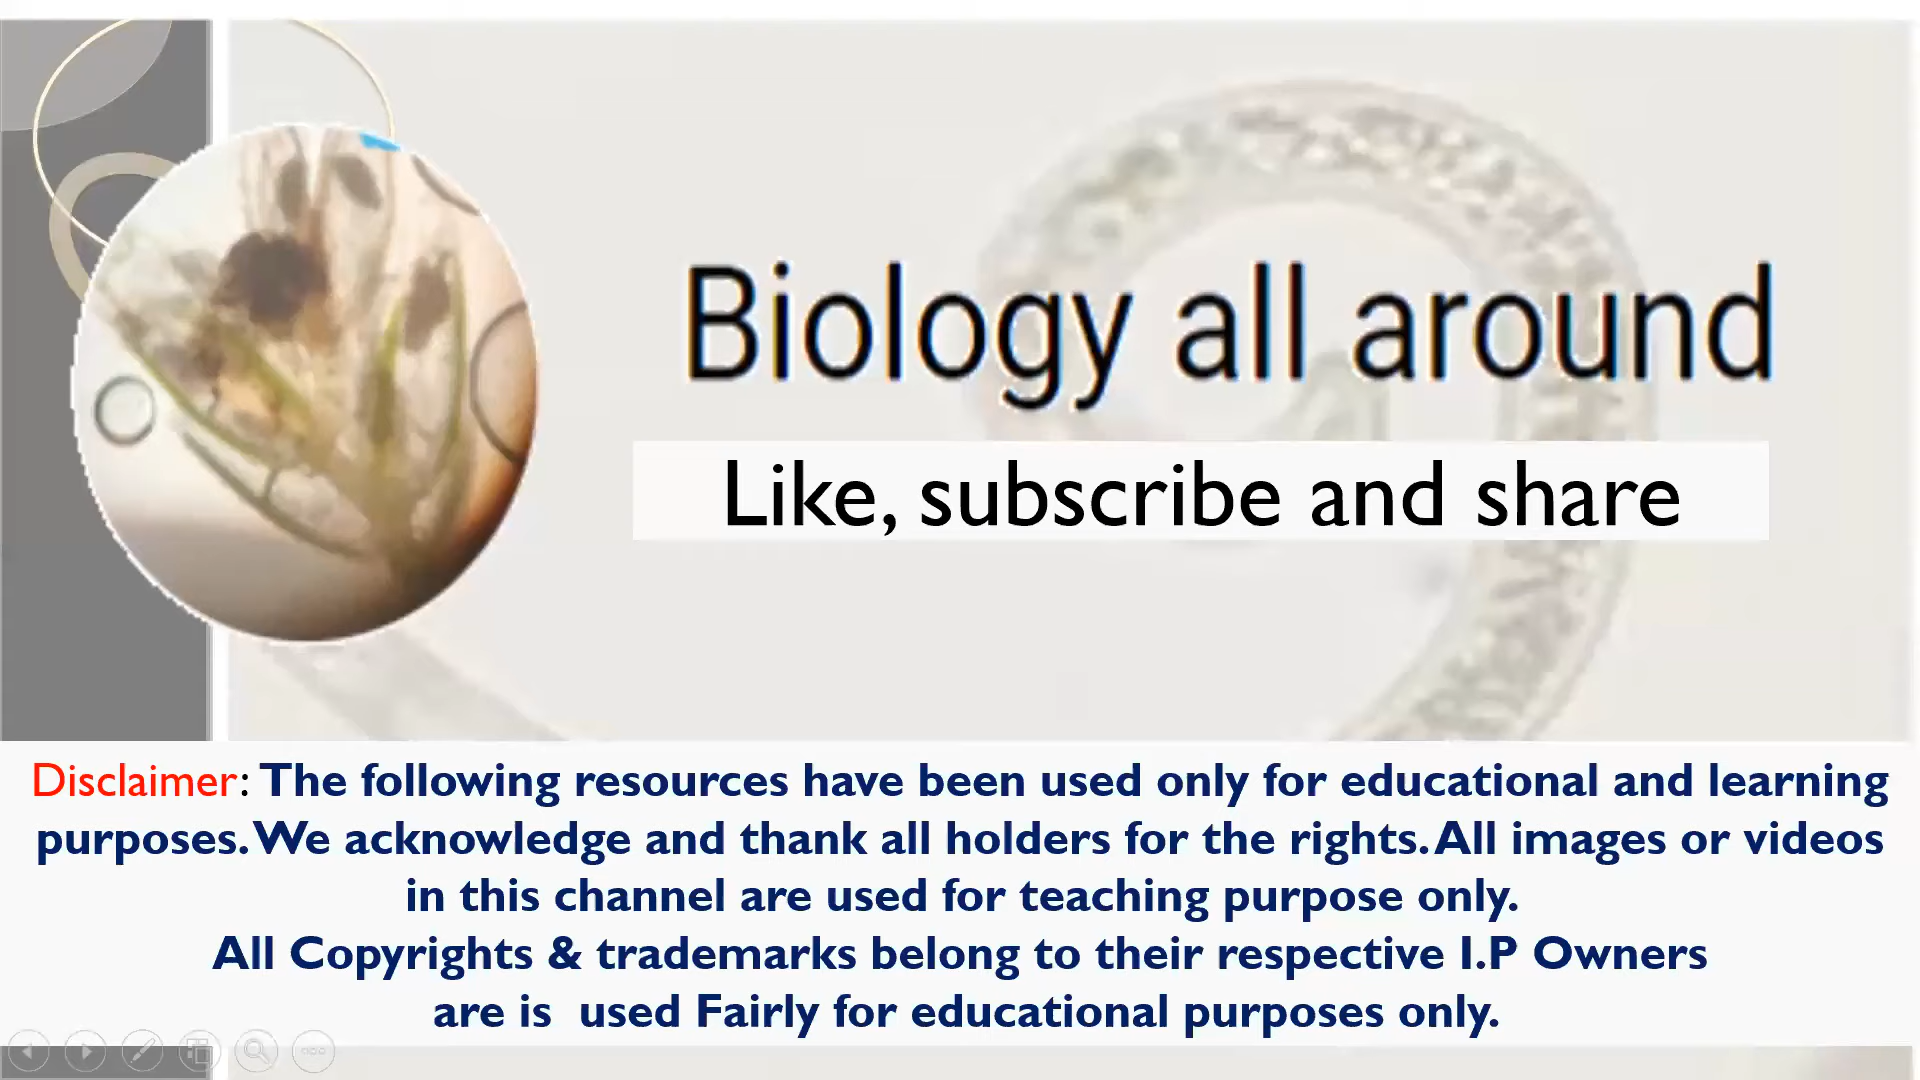 Biology all around
Like, subscribe and share
Disclaimer: The following resources have been used only for educational and learning
purposes. We acknowledge and thank all holders for the rights. All images or videos
in this channel are used for teaching purpose only.
All Copyrights & trademarks belong to their respective I.P Owners
are is  used Fairly for educational purposes only.